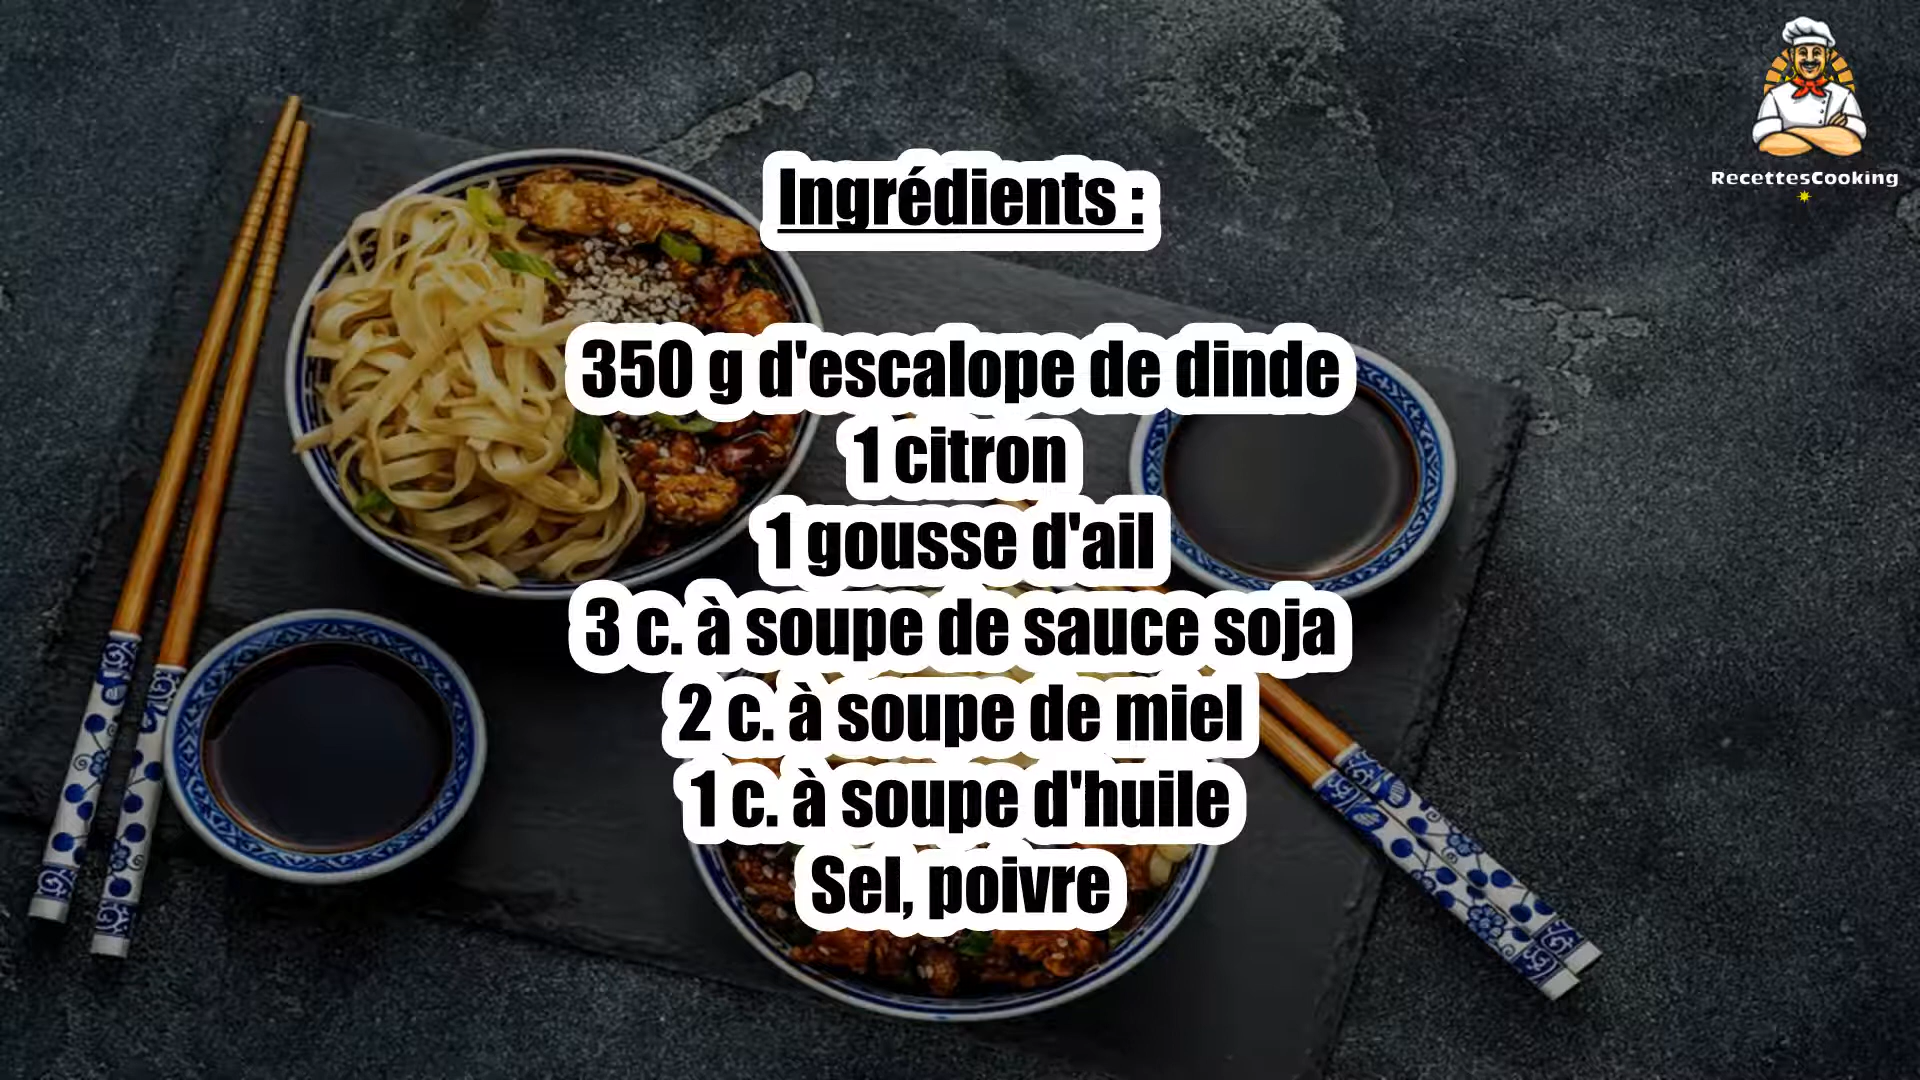 RecettesCooking
Ingrédients :
350 g d'escalope de dinde
1 citron
1 gousse d'ail
3 c. à soupe de sauce soja
2 c. à soupe de miel
1 c. à soupe d'huile
Sel, poivre